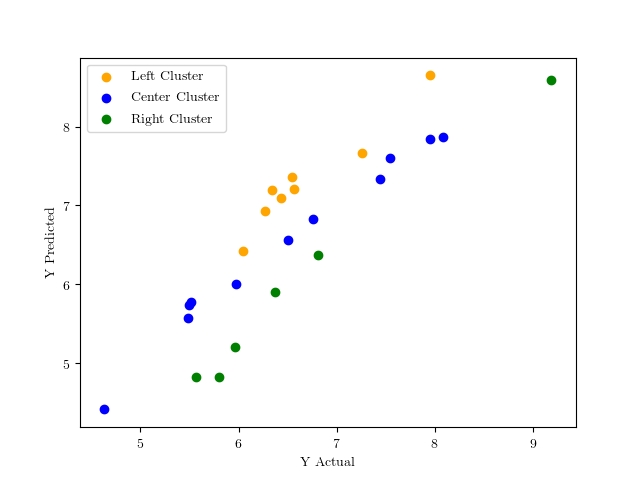 Left Cluster
Center Cluster
Right Cluster
8
7
6
5
Y Predicted
5 6 7 8 9
Y Actual